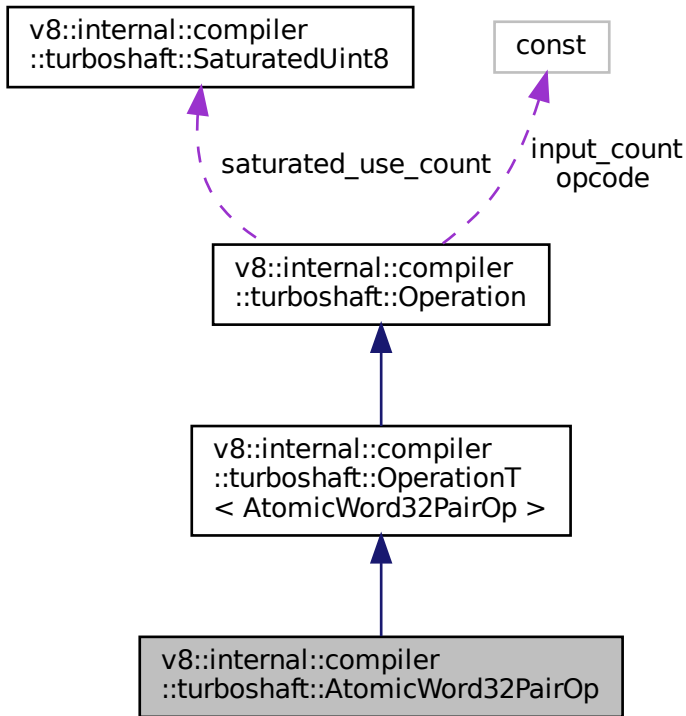 v8::internal::compiler
::turboshaft::SaturatedUint8
const
saturated_use_count
input_count
opcode
v8::internal::compiler
::turboshaft::Operation
v8::internal::compiler
::turboshaft::OperationT
< AtomicWord32PairOp >
v8::internal::compiler
::turboshaft::AtomicWord32PairOp